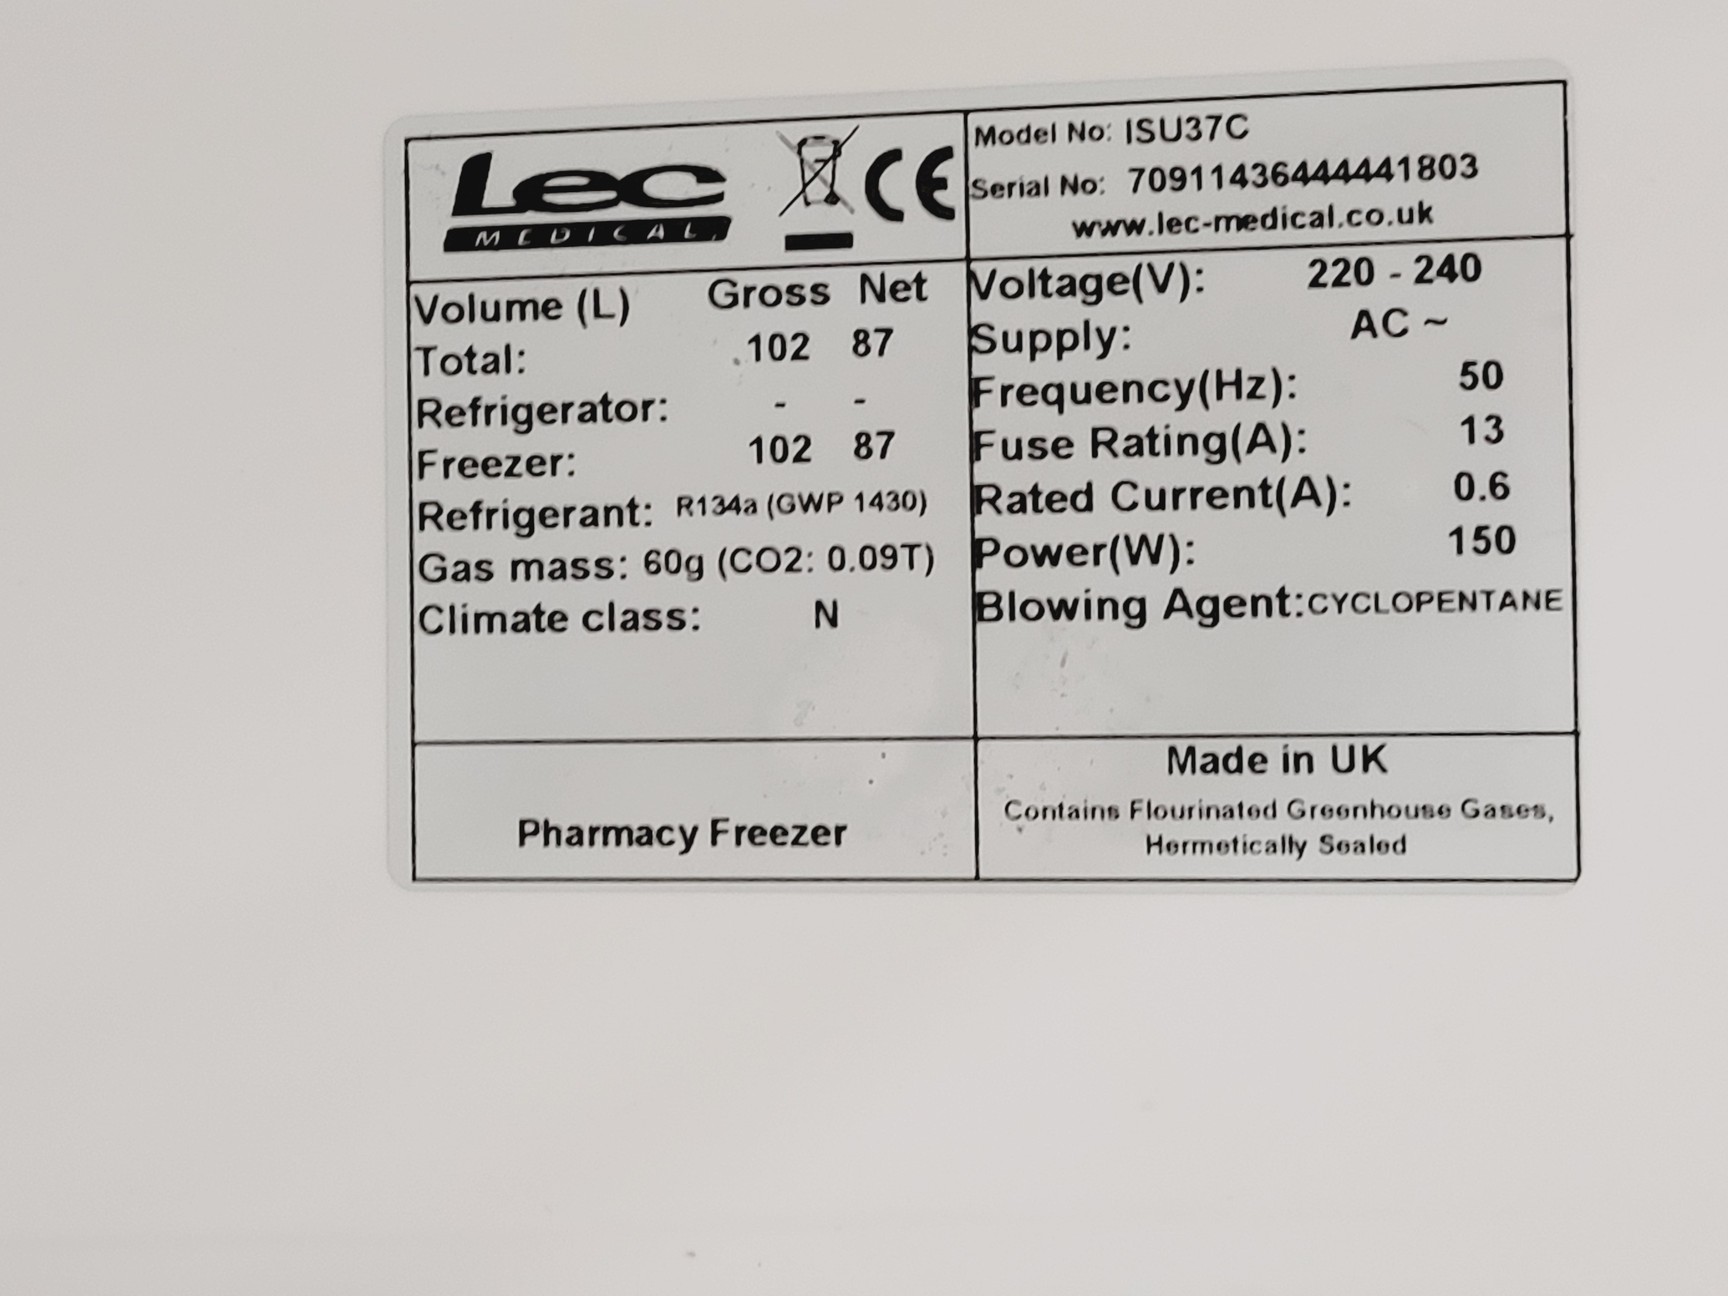 Lec
MEDICAL
CE
Model No: ISU37C
Serial No: 70911436444441803
www.lec-medical.co.uk
Volume (L) Gross Net
Total: 102 87
Refrigerator: - -
Freezer: 102 87
Refrigerant: R134a (GWP 1430)
Gas mass: 60g (CO2: 0.09T)
Climate class: N
Voltage(V): 220 - 240
Supply: AC ~
Frequency(Hz): 50
Fuse Rating(A): 13
Rated Current(A): 0.6
Power(W): 150
Blowing Agent:CYCLOPENTANE
Pharmacy Freezer
Made in UK
Contains Flourinated Greenhouse Gases,
Hermetically Sealed